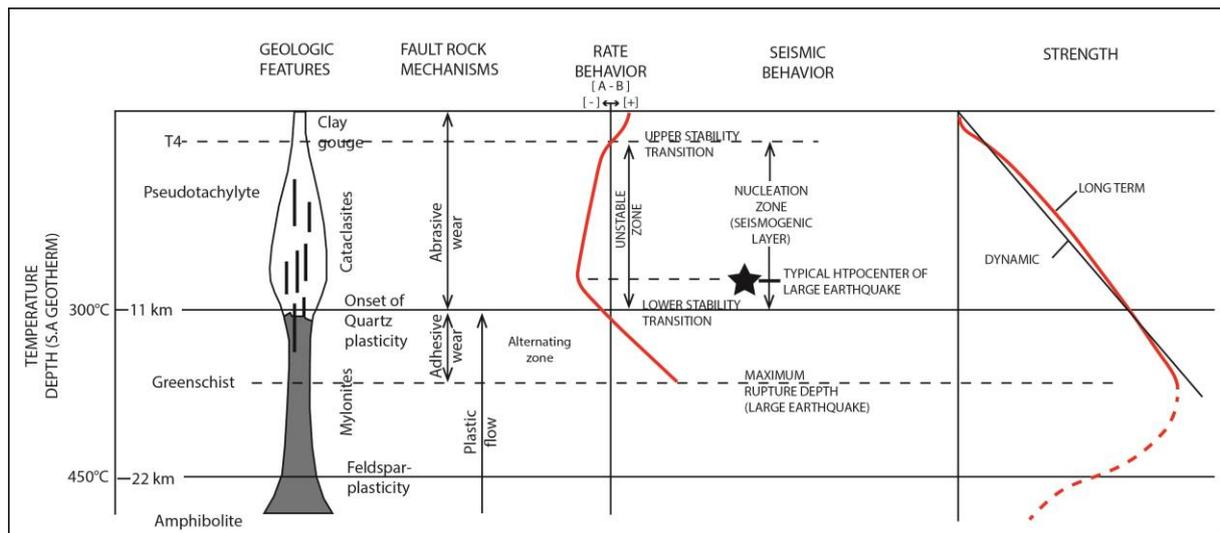 GEOLOGIC
FEATURES
FAULT ROCK
MECHANISMS
RATE
BEHAVIOR
[ A - B ]
[ - ] ↔ [+]
SEISMIC
BEHAVIOR
STRENGTH
TEMPERATURE
DEPTH (S.A GEOTHERM)
T4
Clay
gouge
UPPER STABILITY
TRANSITION
Pseudotachylyte
Cataclasites
Abrasive
wear
UNSTABLE
ZONE
NUCLEATION
ZONE
(SEISMOGENIC
LAYER)
LONG TERM
DYNAMIC
TYPICAL HTPOCENTER OF
LARGE EARTHQUAKE
300°C
11 km
Onset of
Quartz
plasticity
LOWER STABILITY
TRANSITION
Adhesive
wear
Alternating
zone
Greenschist
Mylonites
MAXIMUM
RUPTURE DEPTH
(LARGE EARTHQUAKE)
Plastic
flow
450°C
22 km
Feldspar-
plasticity
Amphibolite